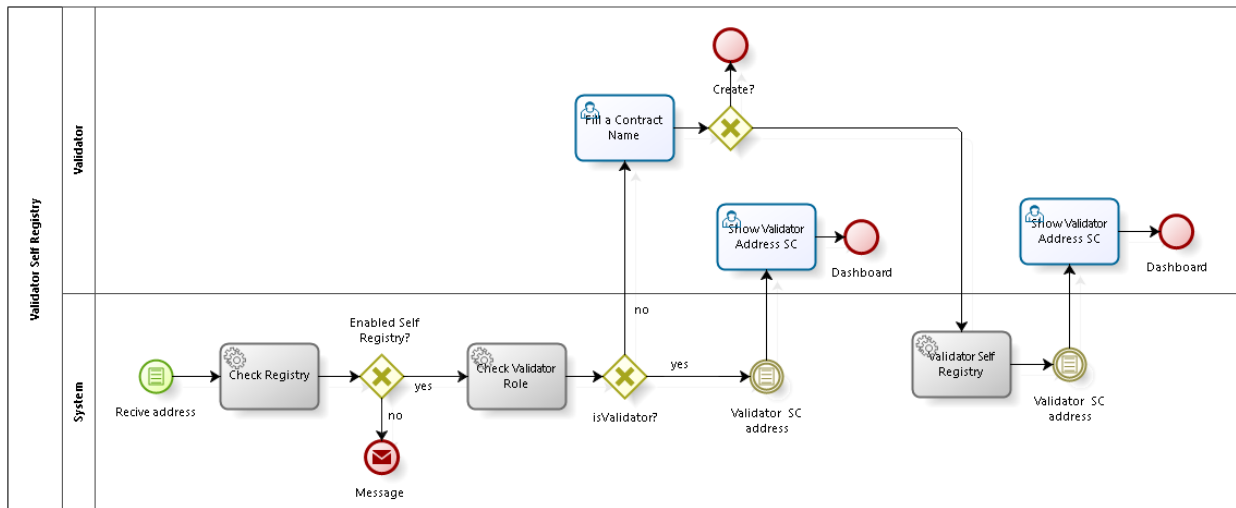 Validator Self Registry
Validator
System
Create?
Fill a Contract
Name
Show Validator
Address SC
Dashboard
Show Validator
Address SC
Dashboard
no
Enabled Self
Registry?
Recive address
Check Registry
yes
no
Message
Check Validator
Role
isValidator?
yes
Validator SC
address
Validator Self
Registry
Validator SC
address